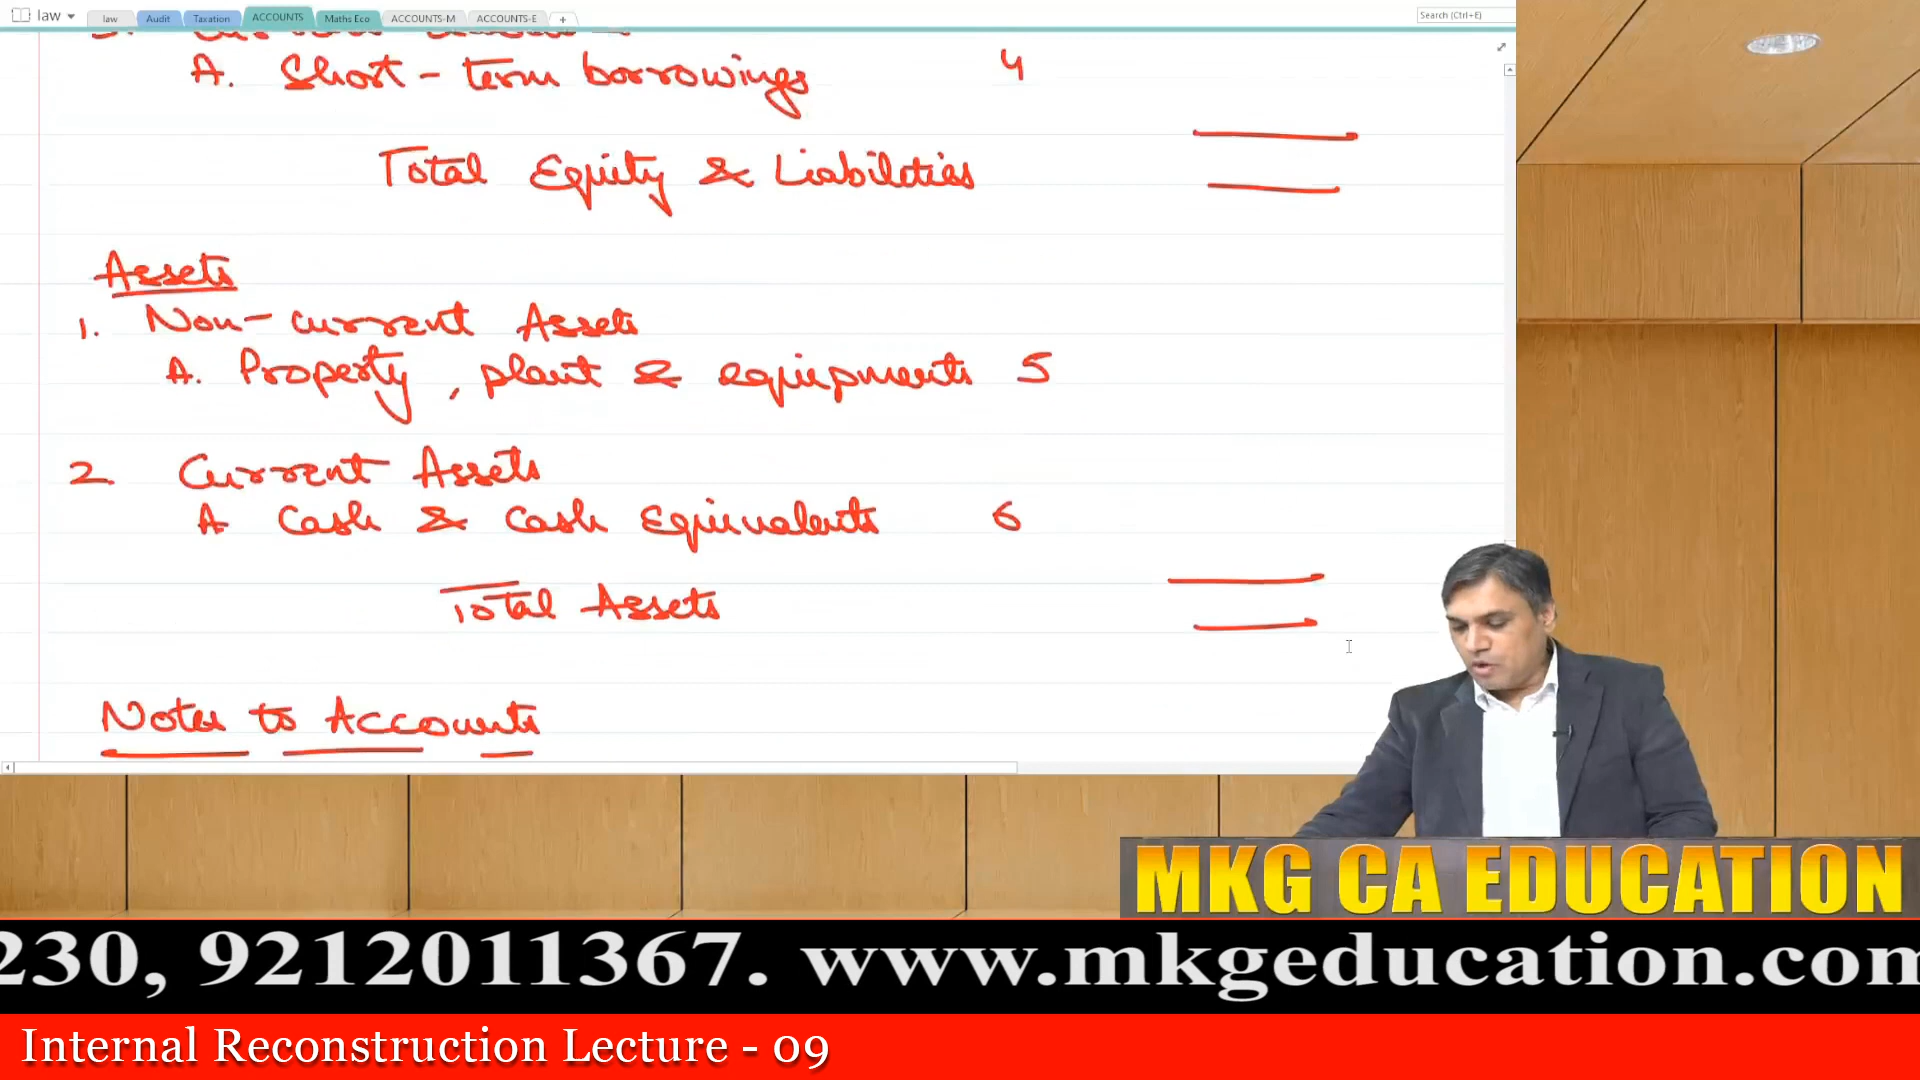 law
law
Audit
Taxation
ACCOUNTS
Maths Eco
ACCOUNTS-M
ACCOUNTS-E
+
Search (Ctrl+E)
A. Short-term borrowings 4
Total Equity & Liabilities
Assets
1. Non-current Assets
A. Property, plant & equipments 5
2 Current Assets
A Cash & Cash Equivalents 6
Total Assets
Notes to Accounts
MKG CA EDUCATION
230, 9212011367. www.mkgeducation.com
Internal Reconstruction Lecture - 09